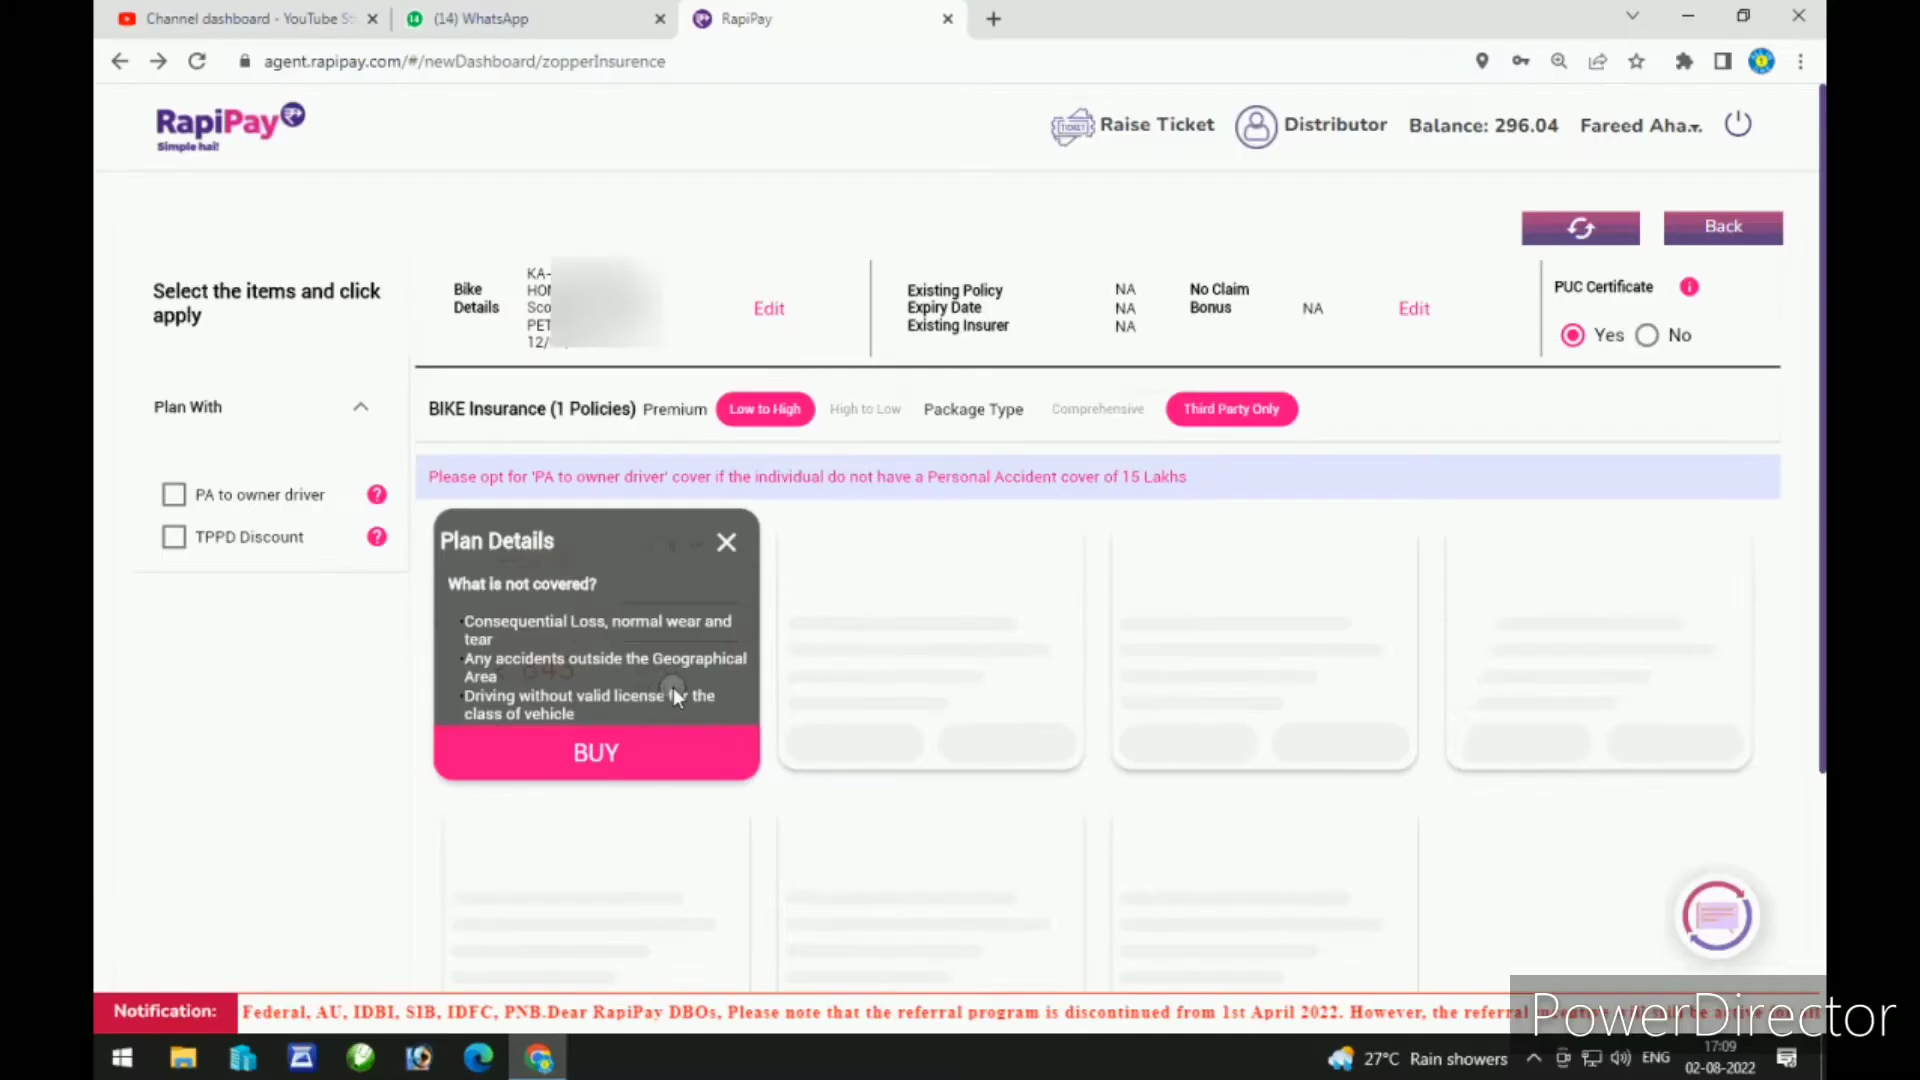 Channel dashboard - YouTube St
(14) WhatsApp
RapiPay
agent.rapipay.com/#/newDashboard/zopperInsurence
RapiPay
Simple hai!
TICKET
Raise Ticket
Distributor
Balance: 296.04
Fareed Aha...
Back
Select the items and click
apply
Bike
Details
KA-
HON
Sco
PET
12/
Edit
Existing Policy
Expiry Date
Existing Insurer
NA
NA
NA
No Claim
Bonus
NA
Edit
PUC Certificate
Yes
No
Plan With
PA to owner driver
TPPD Discount
BIKE Insurance (1 Policies)
Premium
Low to High
High to Low
Package Type
Comprehensive
Third Party Only
Please opt for 'PA to owner driver' cover if the individual do not have a Personal Accident cover of 15 Lakhs
Plan Details
What is not covered?
Consequential Loss, normal wear and
tear
Any accidents outside the Geographical
Area
Driving without valid license for the
class of vehicle
BUY
Notification:
Federal, AU, IDBI, SIB, IDFC, PNB.Dear RapiPay DBOs, Please note that the referral program is discontinued from 1st April 2022. However, the referral
PowerDirector
27°C Rain showers
ENG
17:09
02-08-2022